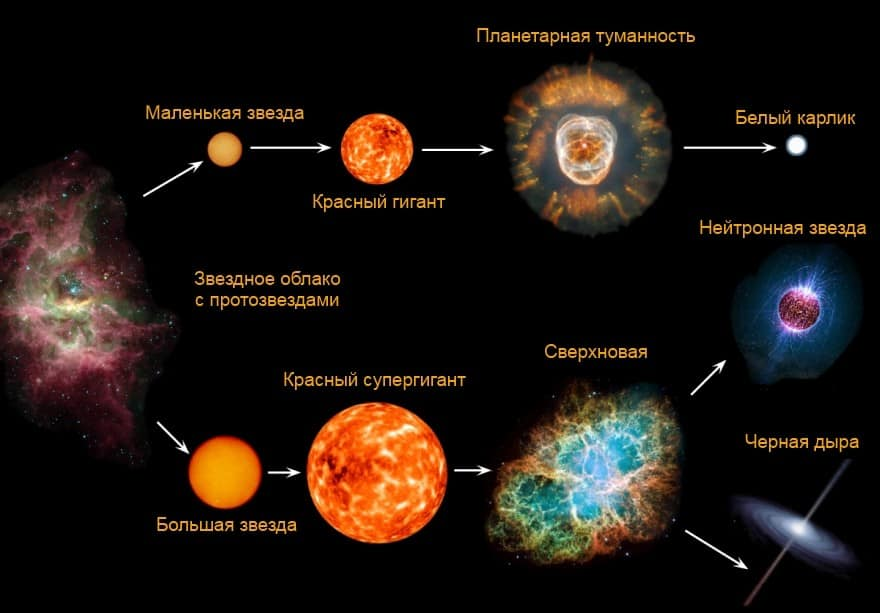 Планетарная туманность
Маленькая звезда
Белый карлик
Красный гигант
Нейтронная звезда
Звездное облако
с протозвездами
Сверхновая
Красный супергигант
Черная дыра
Большая звезда